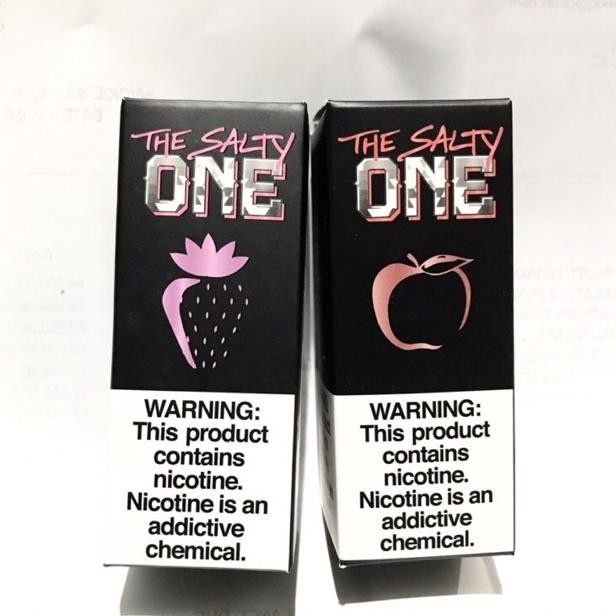 THE SALTY
ONE
WARNING:
This product
contains
nicotine.
Nicotine is an
addictive
chemical.
THE SALTY
ONE
WARNING:
This product
contains
nicotine.
Nicotine is an
addictive
chemical.